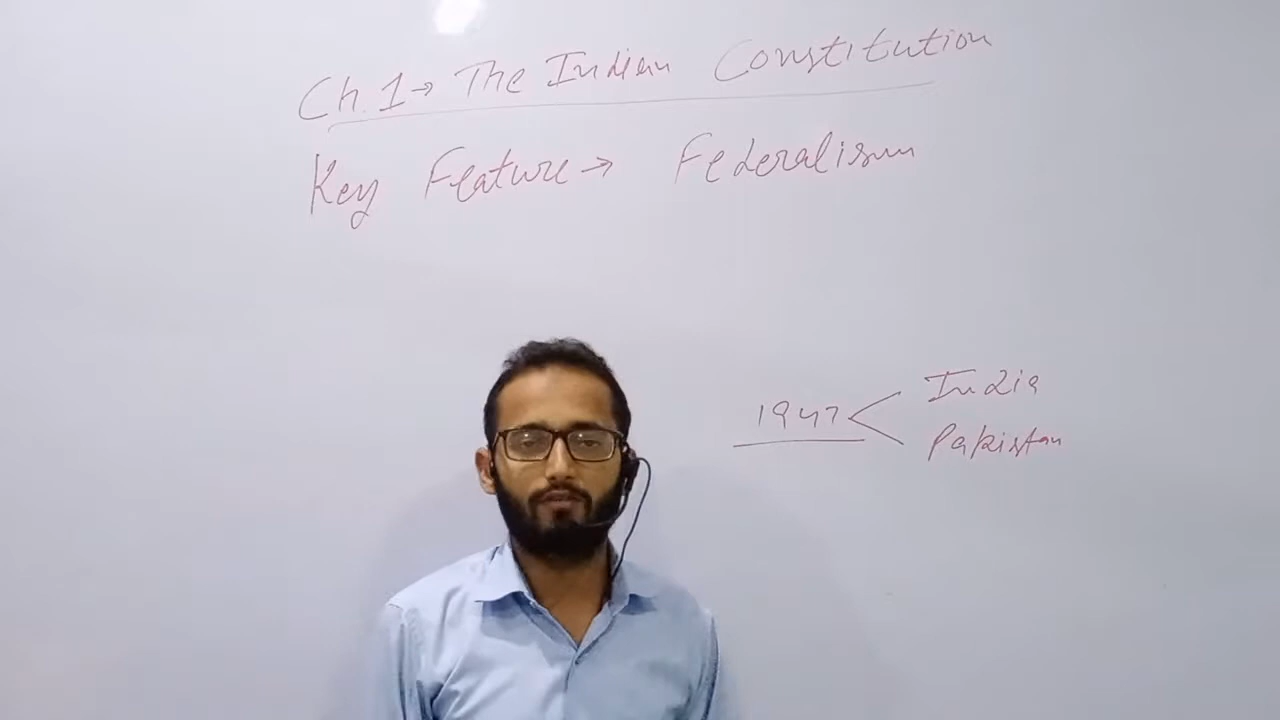 Ch.1→ The Indian Constitution
Key Feature→ Federalism
1947 < India
Pakistan